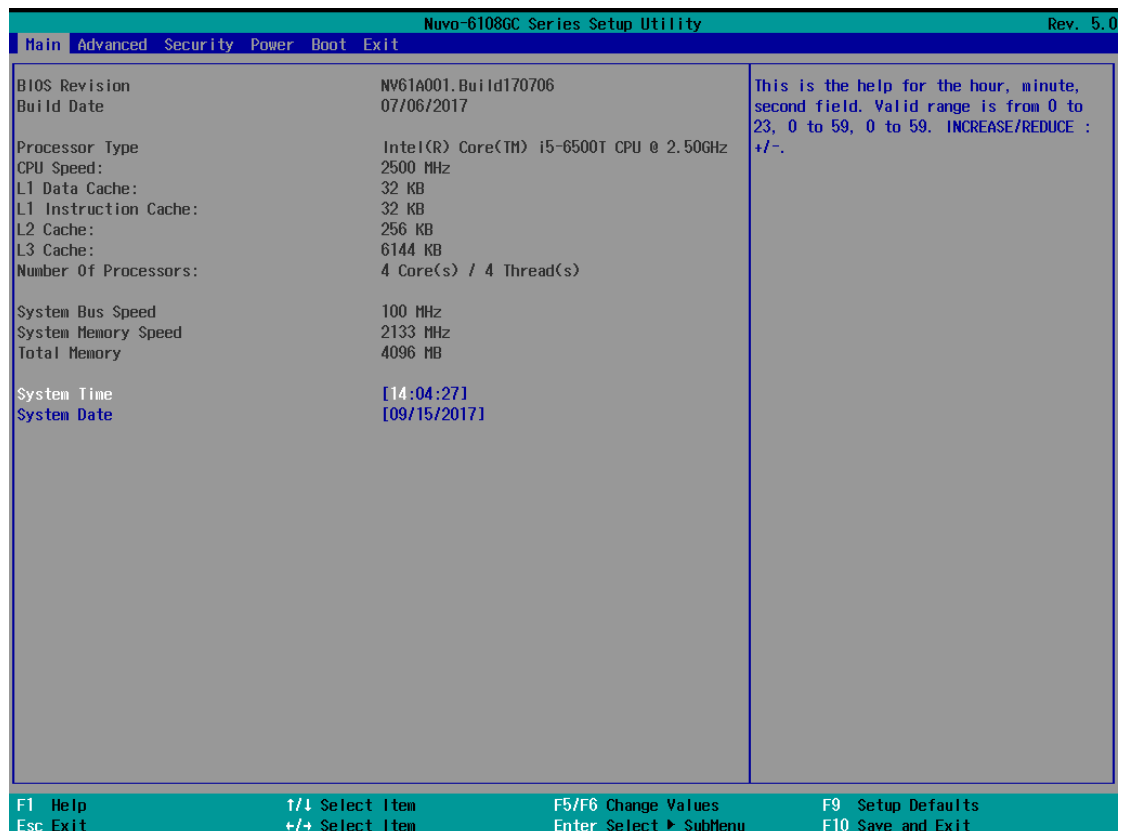 Nuvo-6108GC Series Setup Utility Rev. 5.0
Main Advanced Security Power Boot Exit
BIOS Revision NV61A001.Build170706
Build Date 07/06/2017
Processor Type Intel(R) Core(TM) i5-6500T CPU @ 2.50GHz
CPU Speed: 2500 MHz
L1 Data Cache: 32 KB
L1 Instruction Cache: 32 KB
L2 Cache: 256 KB
L3 Cache: 6144 KB
Number Of Processors: 4 Core(s) / 4 Thread(s)
System Bus Speed 100 MHz
System Memory Speed 2133 MHz
Total Memory 4096 MB
System Time [14:04:27]
System Date [09/15/2017]
This is the help for the hour, minute,
second field. Valid range is from 0 to
23, 0 to 59, 0 to 59. INCREASE/REDUCE :
+/-.
F1 Help ↑/↓ Select Item F5/F6 Change Values F9 Setup Defaults
Esc Exit ←/→ Select Item Enter Select ▶ SubMenu F10 Save and Exit